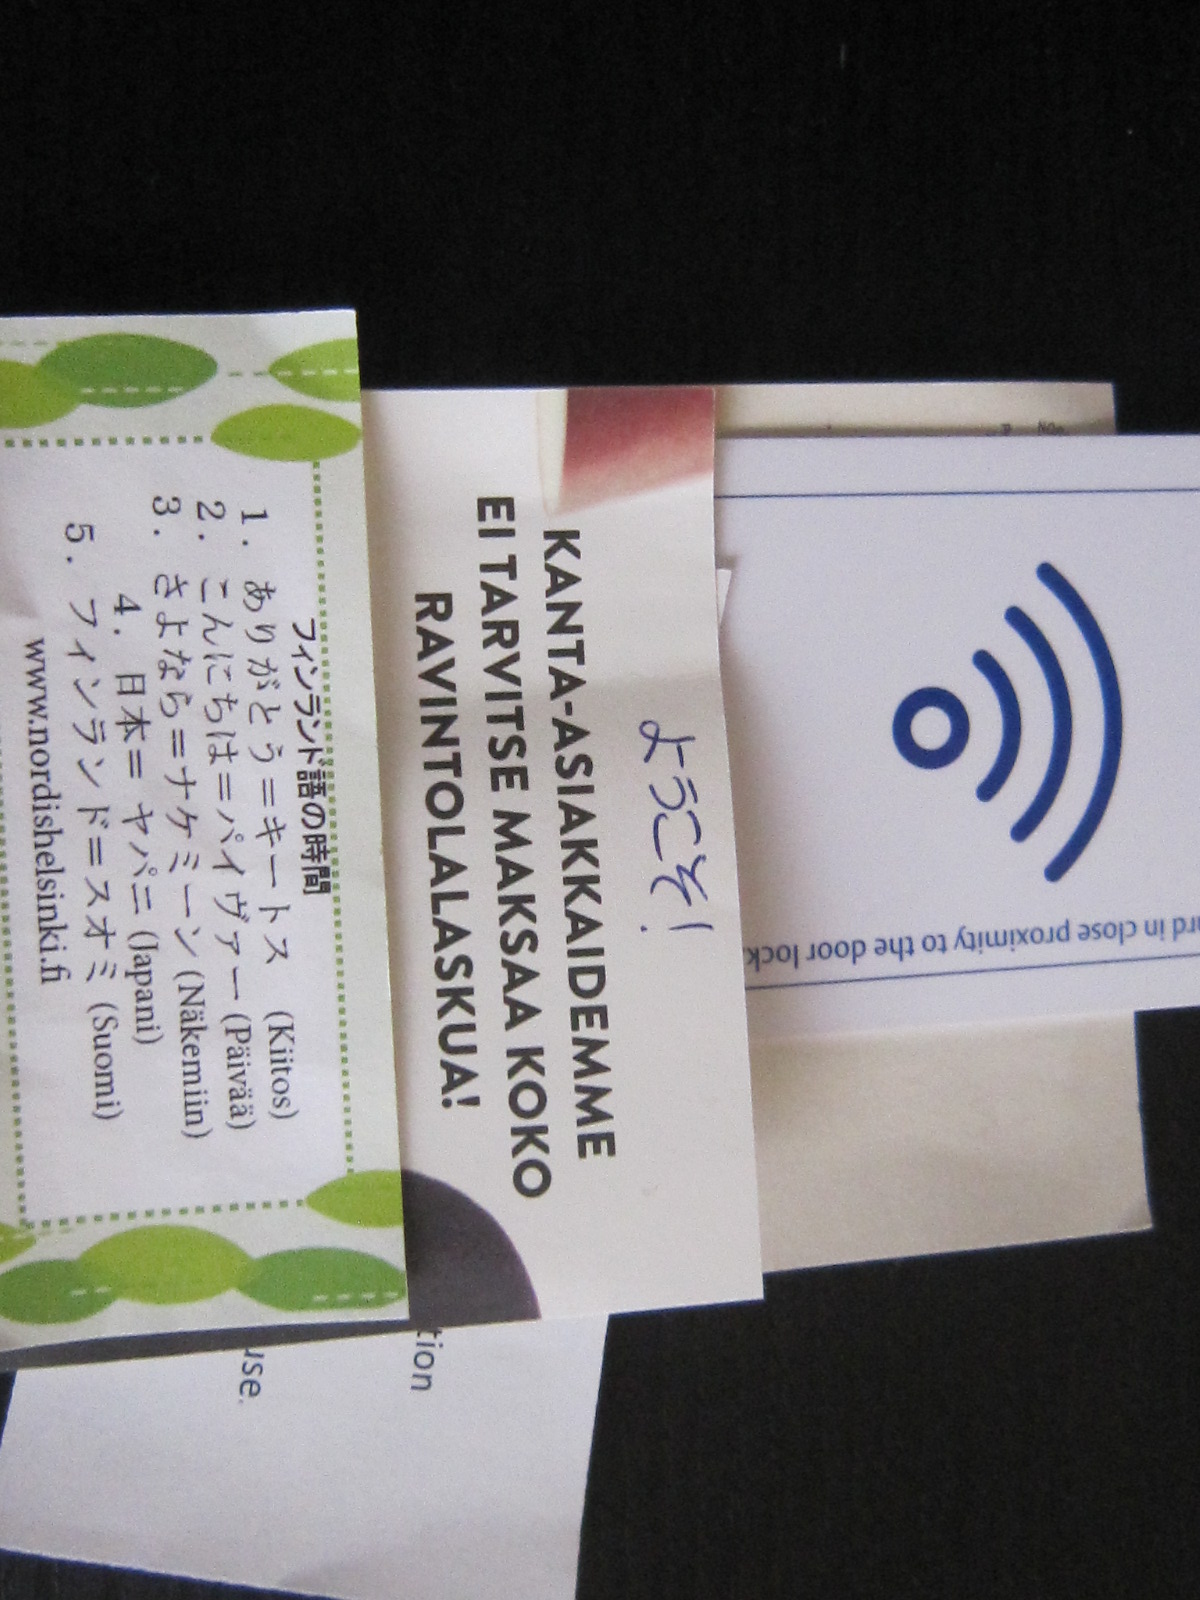 フィンランド語の時間
1. ありがとう＝キートス (Kiitos)
2. こんにちは＝パイヴァー (Päivää)
3. さよなら＝ナケミーン (Näkemiin)
4. 日本＝ ヤパニ (Japani)
5. フィンランド＝スオミ (Suomi)
www.nordishelsinki.fi
ようこそ!
KANTA-ASIAKKAIDEMME
EI TARVITSE MAKSAA KOKO
RAVINTOLALASKUA!
in close proximity to the door lock
tion
use.